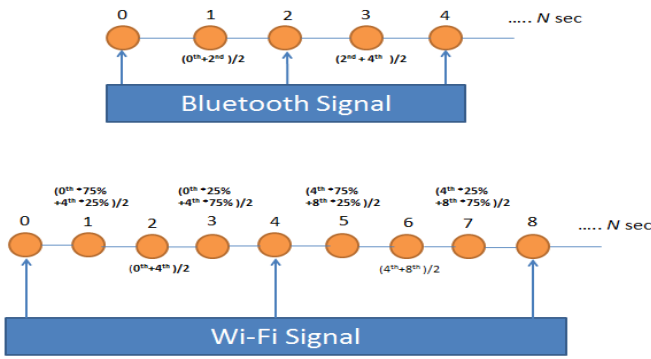 0 1 2 3 4 ..... N sec
(0th+2nd )/2 (2nd + 4th )/2
Bluetooth Signal
(0th *75% (0th *25% (4th *75% (4th *25%
+4th *25% )/2 +4th *75% )/2 +8th *25% )/2 +8th *75% )/2
0 1 2 3 4 5 6 7 8 ..... N sec
(0th+4th )/2 (4th+8th )/2
Wi-Fi Signal